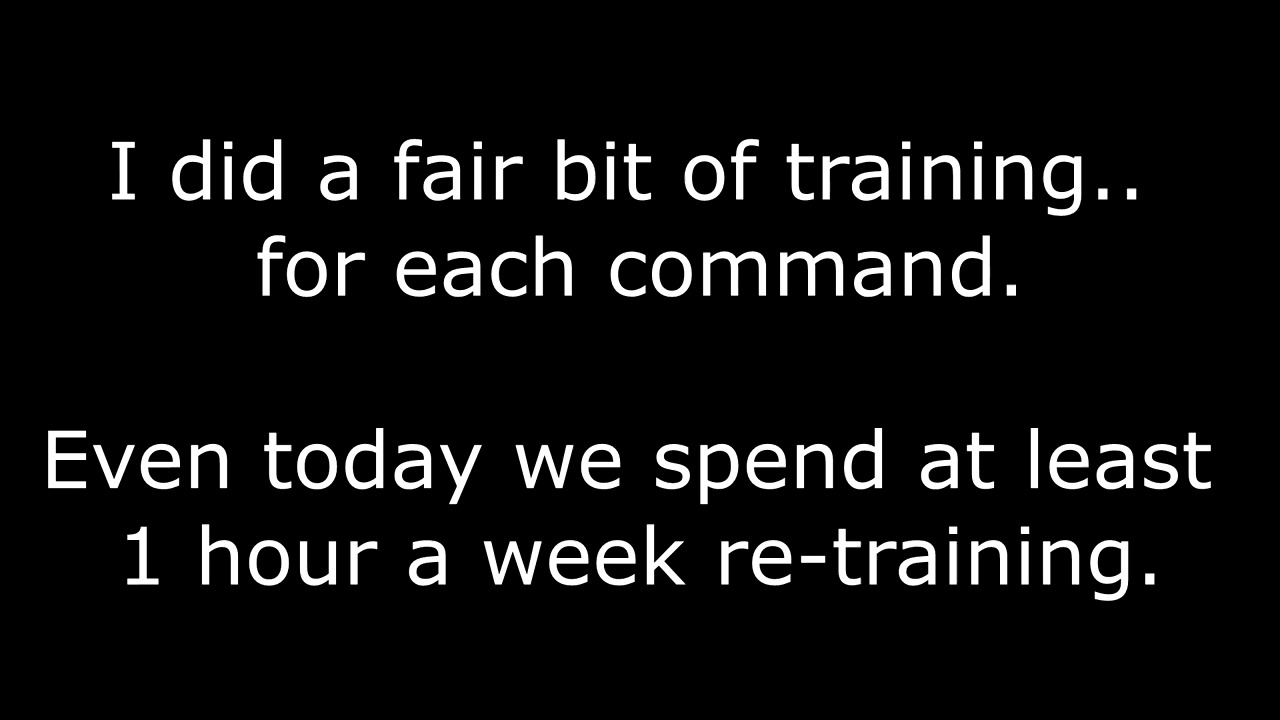 I did a fair bit of training..
for each command.
Even today we spend at least
1 hour a week re-training.